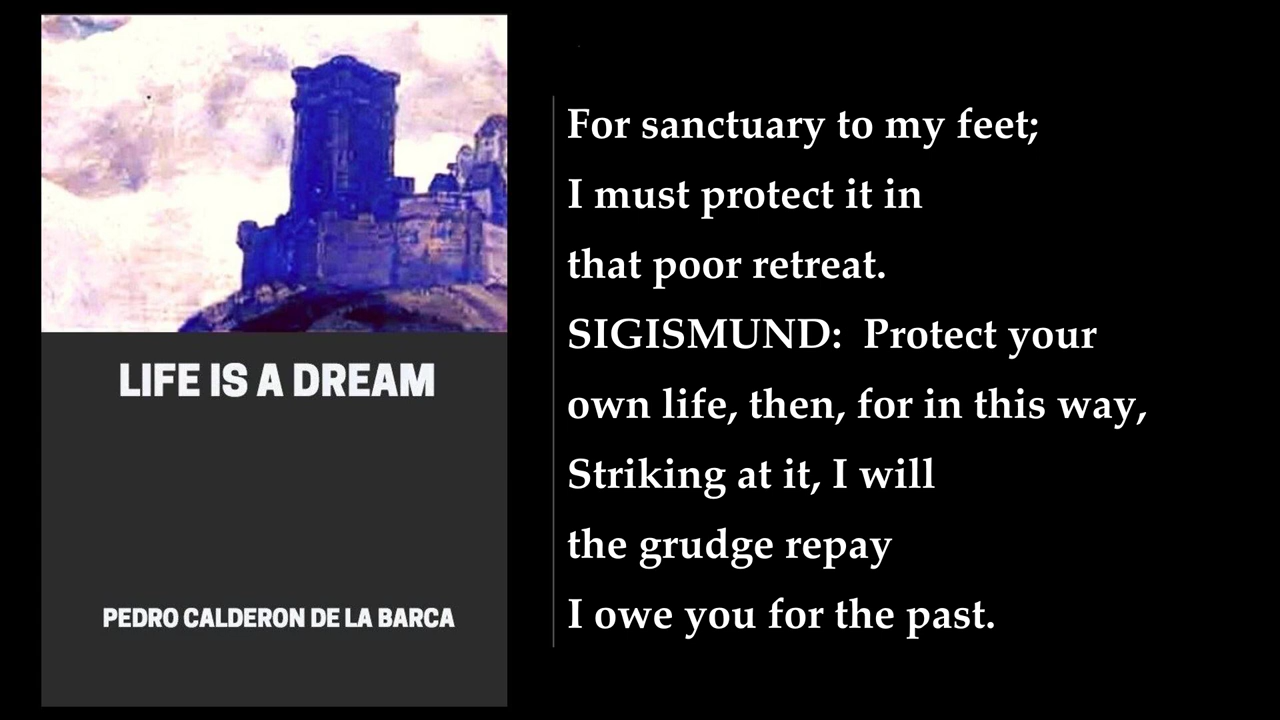 LIFE IS A DREAM
PEDRO CALDERON DE LA BARCA
For sanctuary to my feet;
I must protect it in
that poor retreat.
SIGISMUND:  Protect your
own life, then, for in this way,
Striking at it, I will
the grudge repay
I owe you for the past.